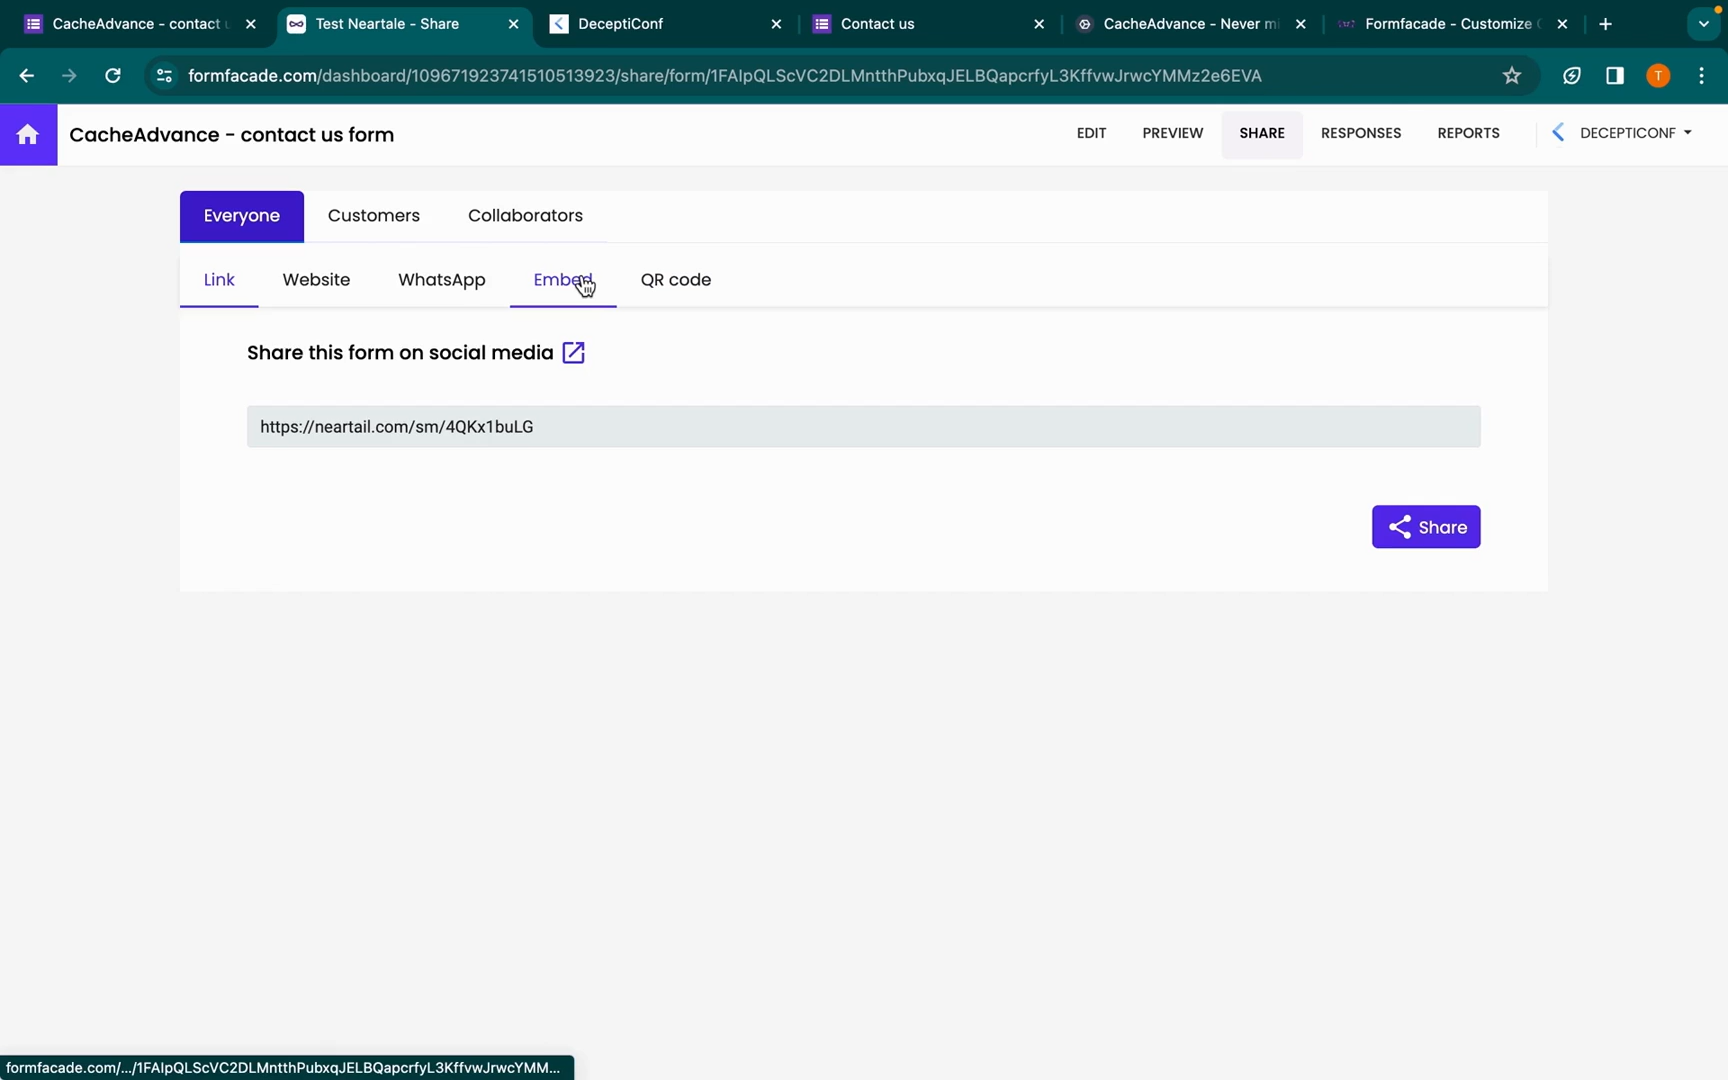 CacheAdvance - contact u
Test Neartale - Share
DeceptiConf
Contact us
CacheAdvance - Never mi
Formfacade - Customize
formfacade.com/dashboard/109671923741510513923/share/form/1FAIpQLScVC2DLMntthPubxqJELBQapcrfyL3KffvwJrwcYMMz2e6EVA
T
CacheAdvance - contact us form
EDIT
PREVIEW
SHARE
RESPONSES
REPORTS
DECEPTICONF
Everyone
Customers
Collaborators
Link
Website
WhatsApp
Embed
QR code
Share this form on social media
https://neartail.com/sm/4QKx1buLG
Share
formfacade.com/.../1FAIpQLScVC2DLMntthPubxqJELBQapcrfyL3KffvwJrwcYMM...